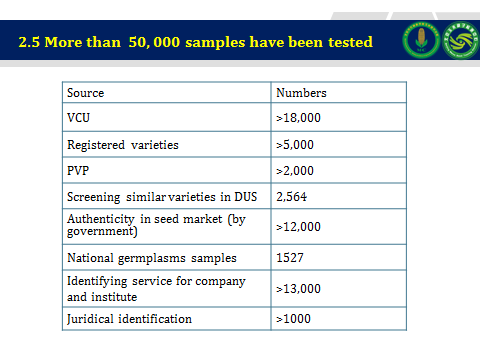 2.5 More than 50,000 samples have been tested
Source Numbers
VCU >18,000
Registered varieties >5,000
PVP >2,000
Screening similar varieties in DUS 2,564
Authenticity in seed market (by
government) >12,000
National germplasms samples 1527
Identifying service for company
and institute >13,000
Juridical identification >1000